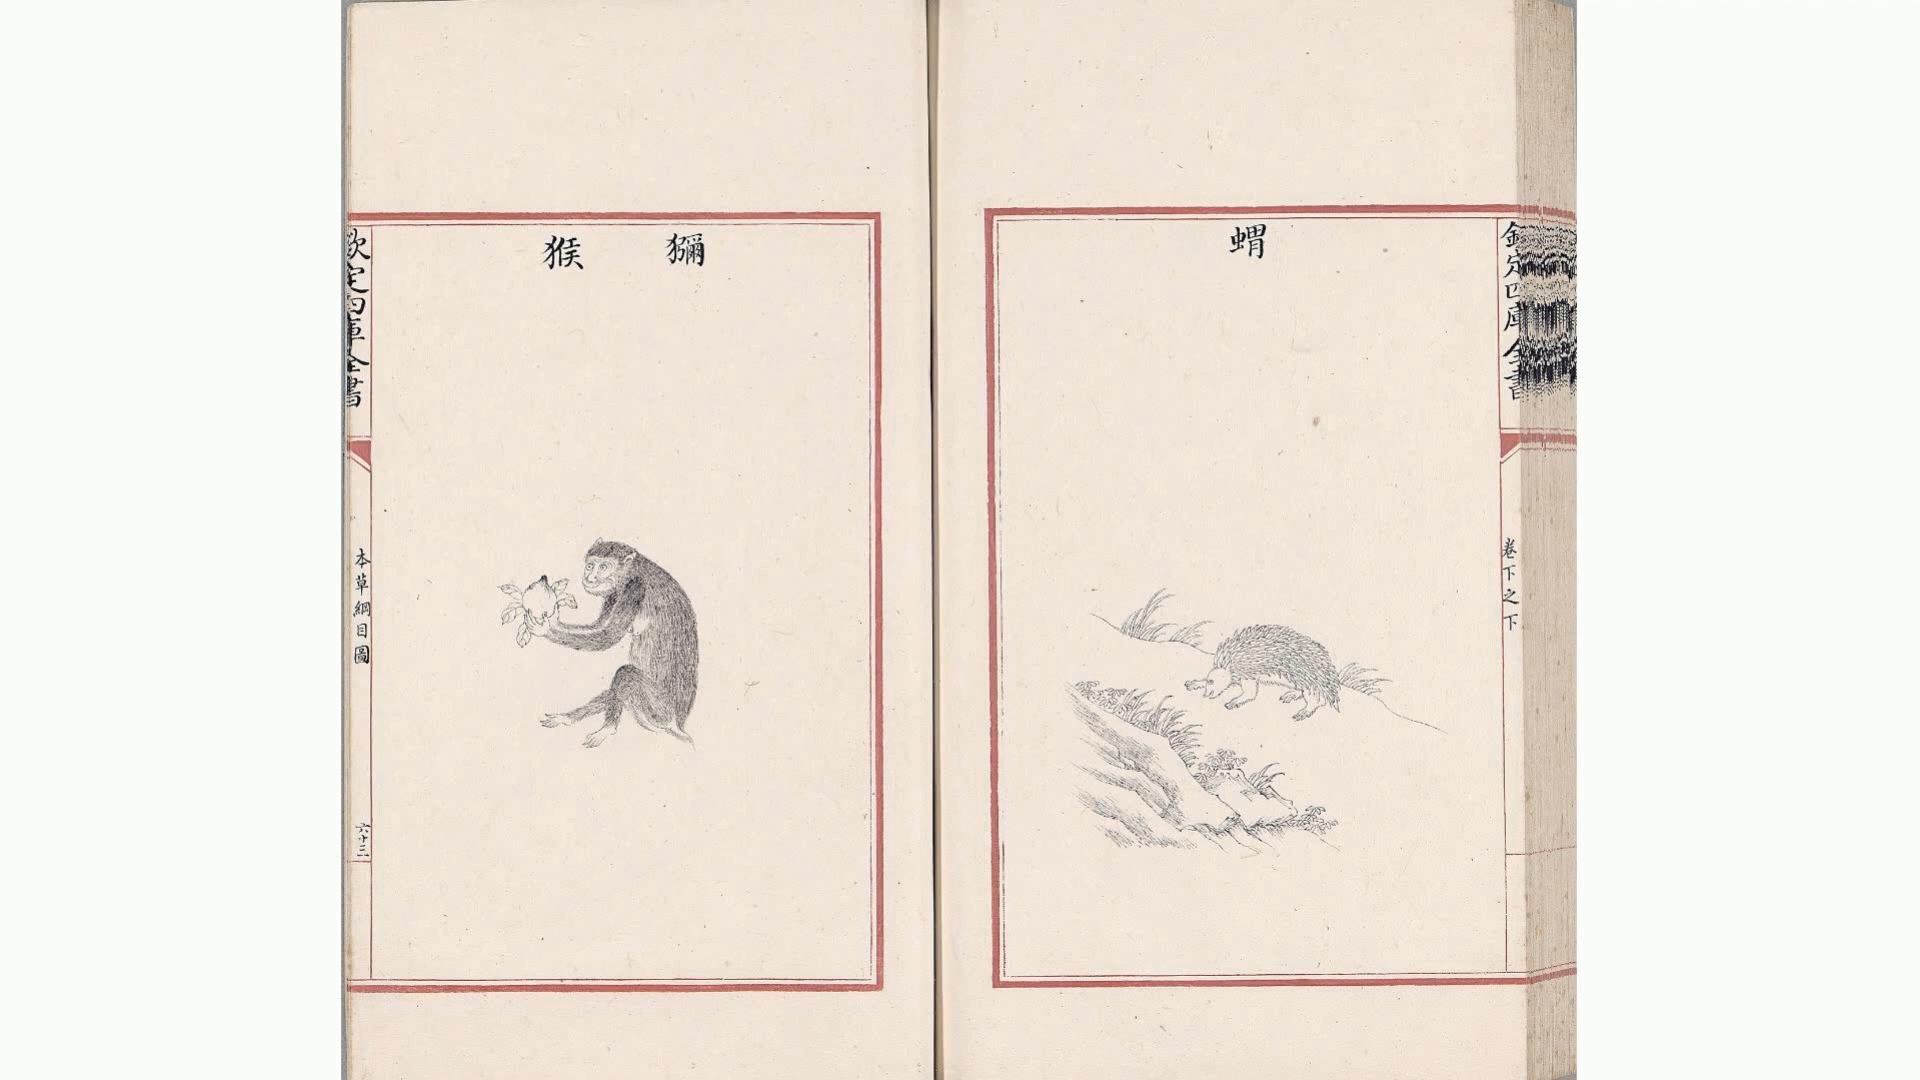 欽定四庫全書
卷下之下
蝟
獼猴
欽定四庫全書
本草綱目圖
六十三